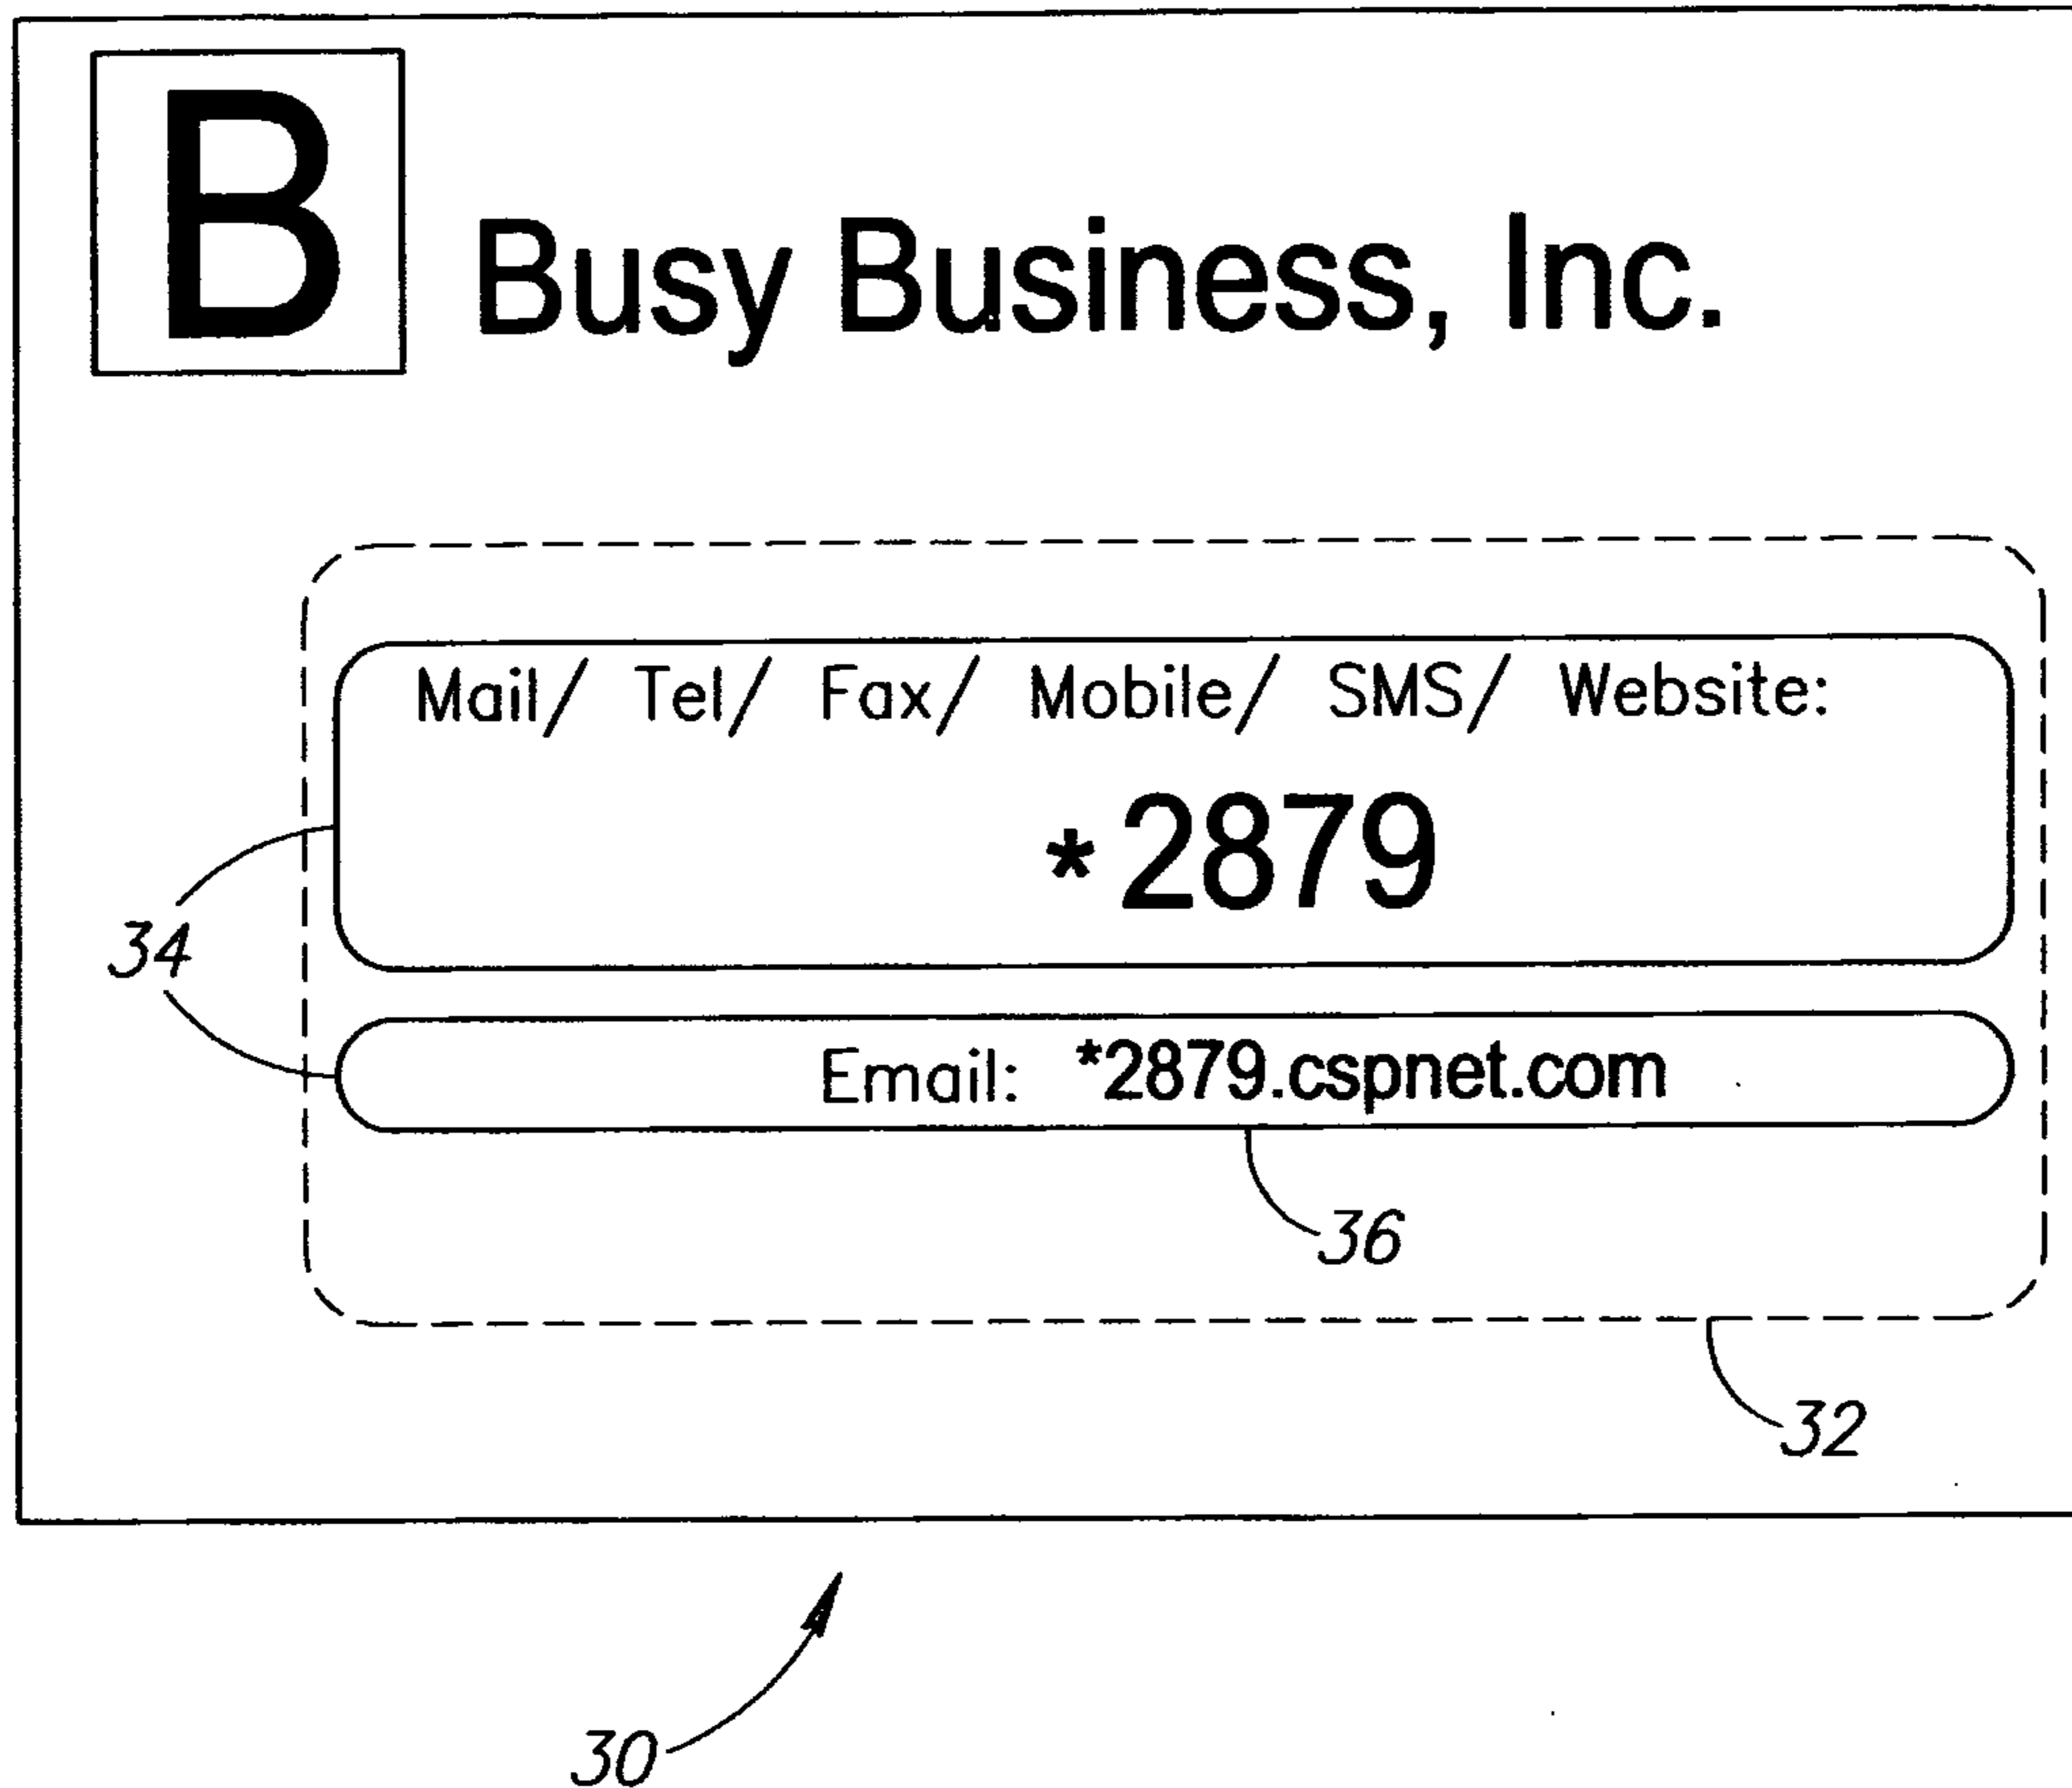 B
Busy Business, Inc.
Mail/ Tel/ Fax/ Mobile/ SMS/ Website:
*2879
34
Email: *2879.cspnet.com
36
32
30